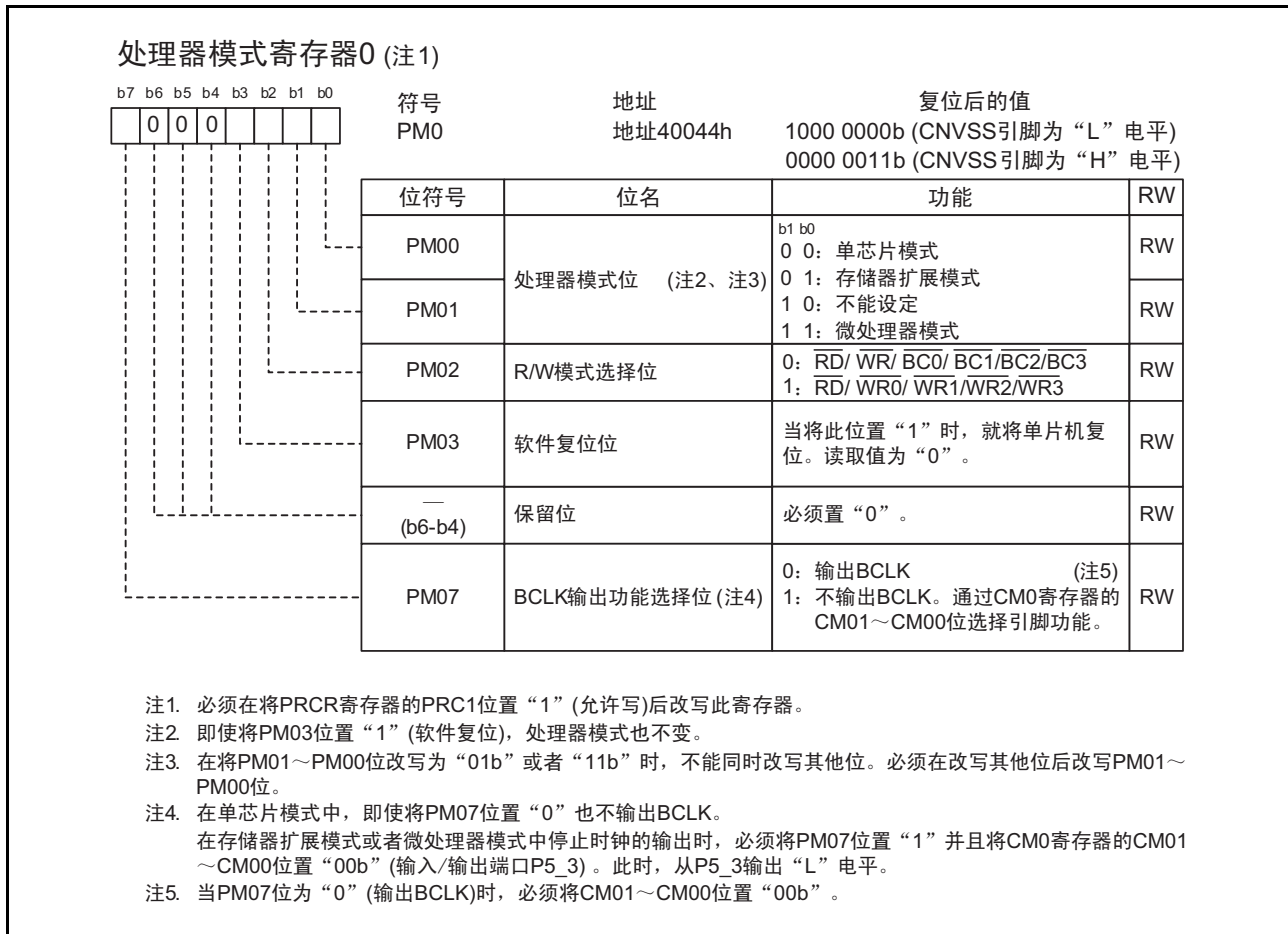 处理器模式寄存器0 (注1)
b7 b6 b5 b4 b3 b2 b1 b0
0 0 0
符号 地址 复位后的值
PM0 地址40044h 1000 0000b (CNVSS引脚为“L”电平)
0000 0011b (CNVSS引脚为“H”电平)
位符号 位名 功能 RW
PM00 RW
PM01 RW
处理器模式位 (注2、注3)
b1 b0
0 0：单芯片模式
0 1：存储器扩展模式
1 0：不能设定
1 1：微处理器模式
PM02 R/W模式选择位 RW
0：RD/ WR/ BC0/ BC1/BC2/BC3
1：RD/ WR0/ WR1/WR2/WR3
PM03 软件复位位 RW
当将此位置“1”时，就将单片机复
位。读取值为“0”。
—
(b6-b4) 保留位 必须置“0”。 RW
PM07 BCLK输出功能选择位 (注4) RW
0：输出BCLK (注5)
1：不输出BCLK。通过CM0寄存器的
CM01～CM00位选择引脚功能。
注1. 必须在将PRCR寄存器的PRC1位置“1”(允许写)后改写此寄存器。
注2. 即使将PM03位置“1”(软件复位)，处理器模式也不变。
注3. 在将PM01～PM00位改写为“01b”或者“11b”时，不能同时改写其他位。必须在改写其他位后改写PM01～
PM00位。
注4. 在单芯片模式中，即使将PM07位置“0”也不输出BCLK。
在存储器扩展模式或者微处理器模式中停止时钟的输出时，必须将PM07位置“1”并且将CM0寄存器的CM01
～CM00位置“00b”(输入/输出端口P5_3)。此时，从P5_3输出“L”电平。
注5. 当PM07位为“0”(输出BCLK)时，必须将CM01～CM00位置“00b”。